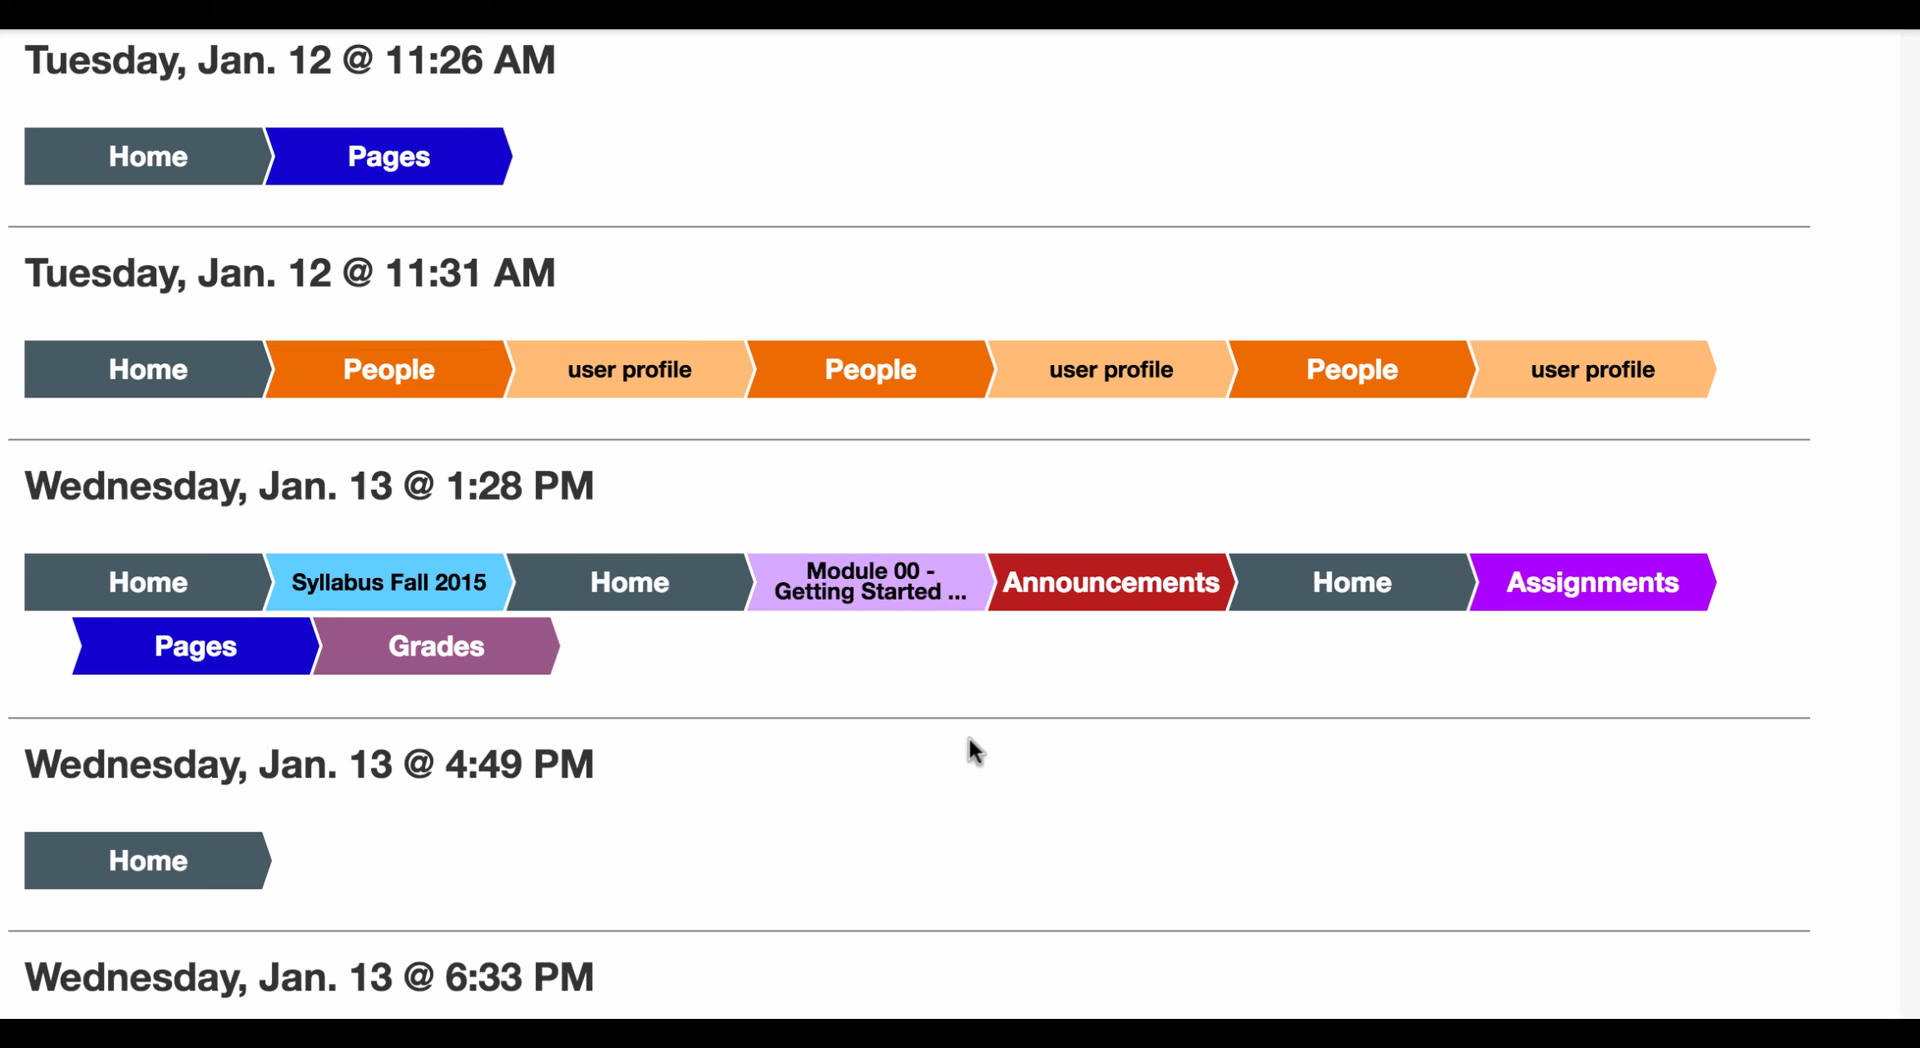 Tuesday, Jan. 12 @ 11:26 AM
Home Pages
Tuesday, Jan. 12 @ 11:31 AM
Home People user profile People user profile People user profile
Wednesday, Jan. 13 @ 1:28 PM
Home Syllabus Fall 2015 Home Module 00 - Getting Started ... Announcements Home Assignments
Pages Grades
Wednesday, Jan. 13 @ 4:49 PM
Home
Wednesday, Jan. 13 @ 6:33 PM